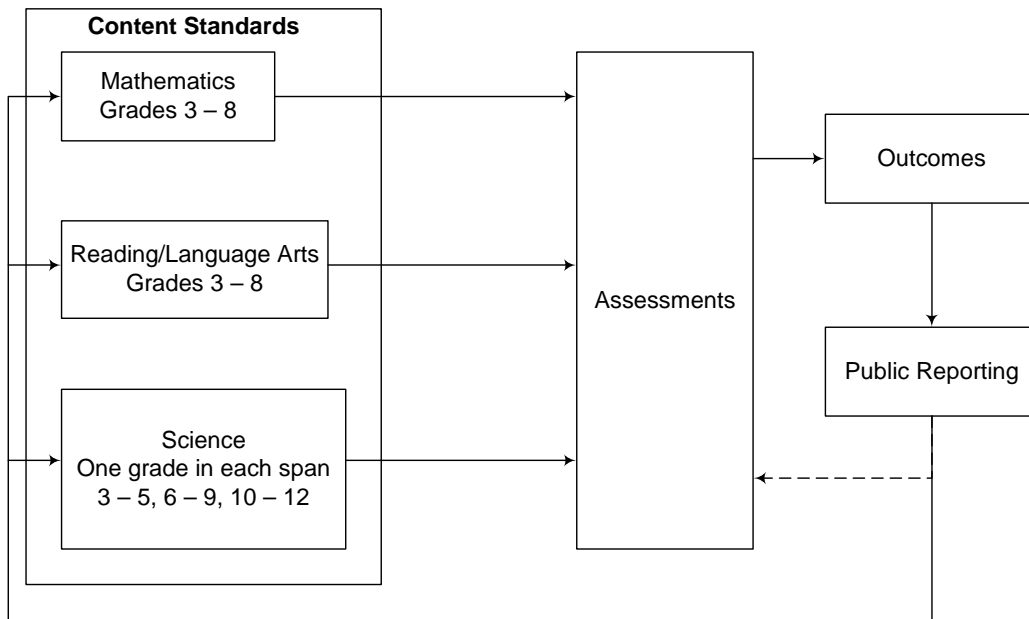 Content Standards
Mathematics
Grades 3 – 8
Reading/Language Arts
Grades 3 – 8
Science
One grade in each span
3 – 5, 6 – 9, 10 – 12
Assessments
Outcomes
Public Reporting